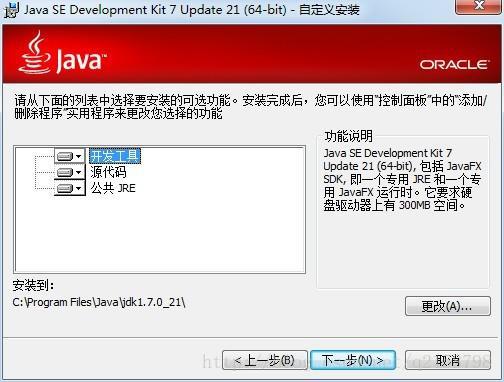 Java SE Development Kit 7 Update 21 (64-bit) - 自定义安装
Java™
ORACLE
请从下面的列表中选择要安装的可选功能。安装完成后，您可以使用“控制面板”中的“添加/
删除程序”实用程序来更改您选择的功能
开发工具
源代码
公共 JRE
功能说明
Java SE Development Kit 7
Update 21 (64-bit), 包括 JavaFX
SDK, 即一个专用 JRE 和一个专
用 JavaFX 运行时。它要求硬
盘驱动器上有 300MB 空间。
安装到：
C:\Program Files\Java\jdk1.7.0_21\
更改(A)...
< 上一步(B)
下一步(N) >
取消